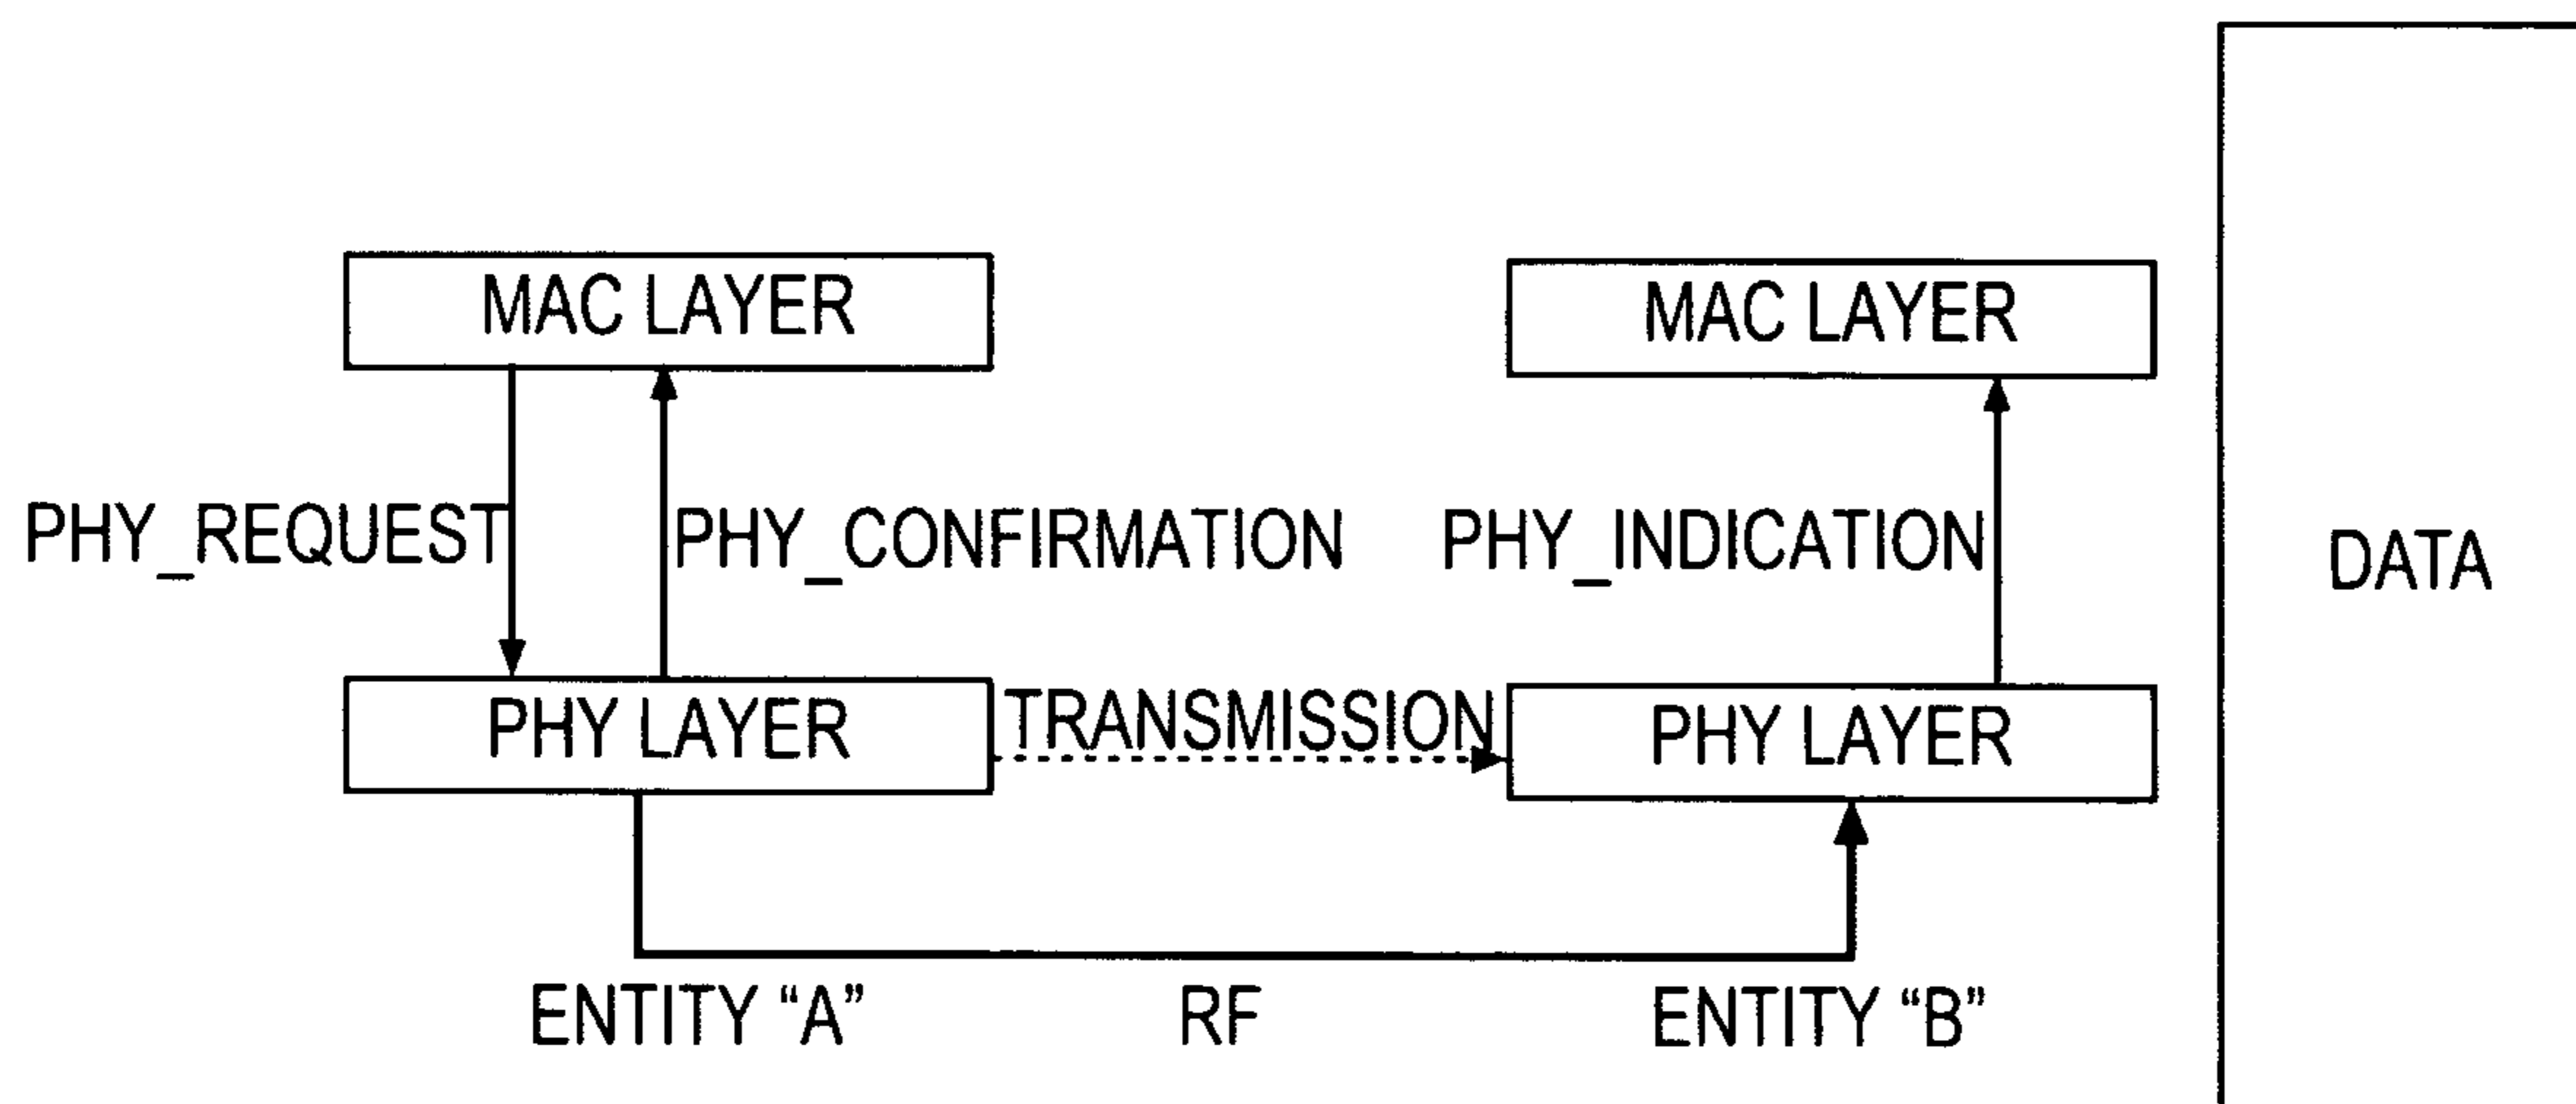 MAC LAYER
MAC LAYER
PHY_REQUEST
PHY_CONFIRMATION
PHY_INDICATION
DATA
PHY LAYER
TRANSMISSION
PHY LAYER
ENTITY “A”
RF
ENTITY “B”